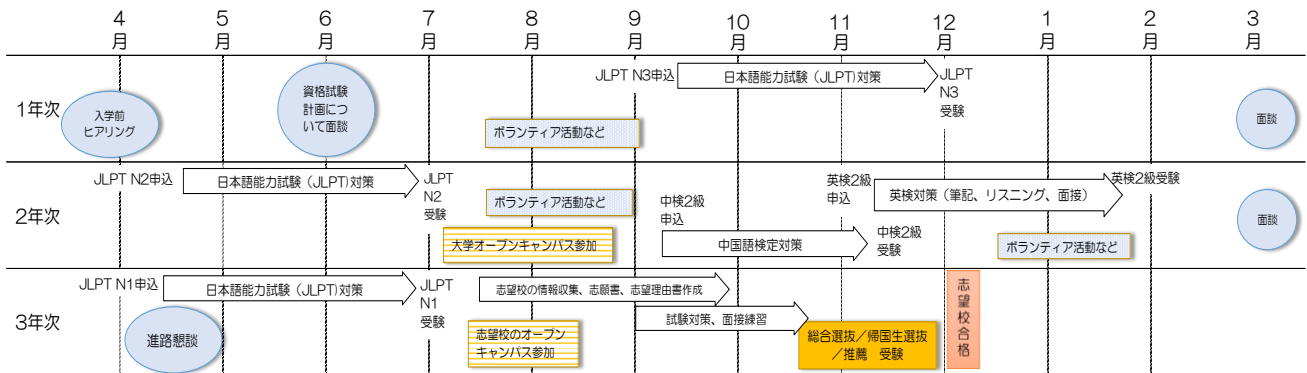 4月
5月
6月
7月
8月
9月
10月
11月
12月
1月
2月
3月
1年次
入学前
ヒアリング
資格試験
計画につ
いて面談
ボランティア活動など
JLPT N3申込
日本語能力試験(JLPT)対策
JLPT
N3
受験
面談
2年次
JLPT N2申込
日本語能力試験(JLPT)対策
JLPT
N2
受験
ボランティア活動など
大学オープンキャンパス参加
中検2級
申込
中国語検定対策
中検2級
受験
英検2級
申込
英検対策(筆記、リスニング、面接)
英検2級受験
ボランティア活動など
面談
3年次
JLPT N1申込
日本語能力試験(JLPT)対策
JLPT
N1
受験
進路懇談
志望校の情報収集、志願書、志望理由書作成
志望校のオープン
キャンパス参加
試験対策、面接練習
総合選抜/帰国生選抜
/推薦 受験
志望校合格